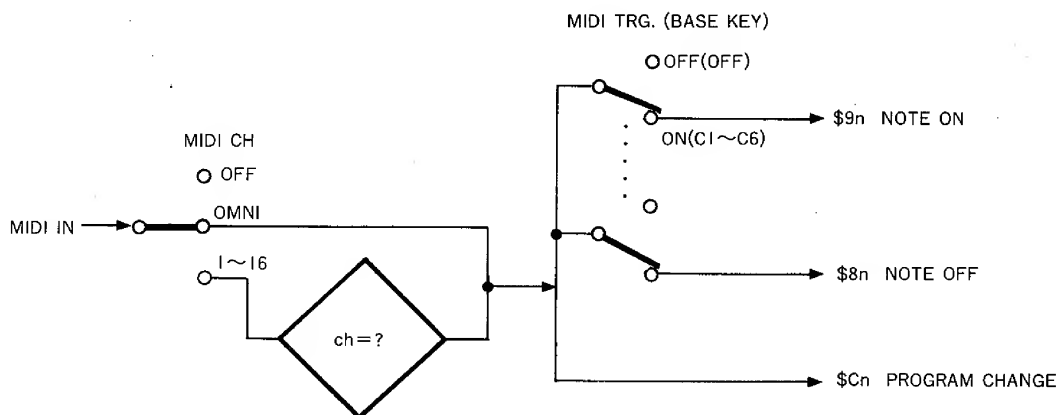 MIDI TRG. (BASE KEY)
OFF(OFF)
$9n NOTE ON
ON(C1~C6)
MIDI CH
OFF
OMNI
MIDI IN
1~16
$8n NOTE OFF
ch=?
$Cn PROGRAM CHANGE